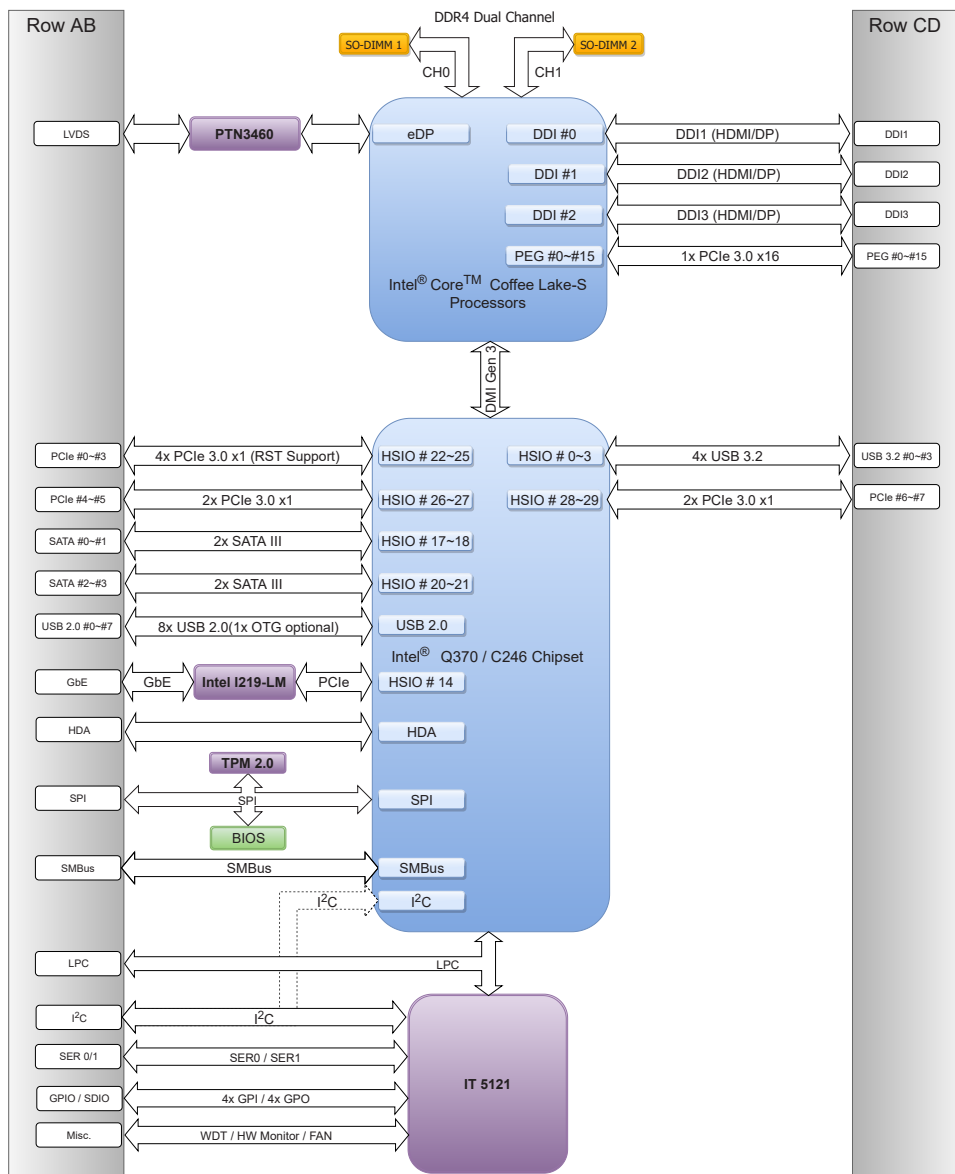 Row AB
DDR4 Dual Channel
Row CD
SO-DIMM 1
SO-DIMM 2
CH0
CH1
LVDS
PTN3460
eDP
DDI #0
DDI1 (HDMI/DP)
DDI1
DDI #1
DDI2 (HDMI/DP)
DDI2
DDI #2
DDI3 (HDMI/DP)
DDI3
PEG #0~#15
1x PCIe 3.0 x16
PEG #0~#15
Intel® Core™ Coffee Lake-S
Processors
DMI Gen 3
PCIe #0~#3
4x PCIe 3.0 x1 (RST Support)
HSIO # 22~25
HSIO # 0~3
4x USB 3.2
USB 3.2 #0~#3
PCIe #4~#5
2x PCIe 3.0 x1
HSIO # 26~27
HSIO # 28~29
2x PCIe 3.0 x1
PCIe #6~#7
SATA #0~#1
2x SATA III
HSIO # 17~18
SATA #2~#3
2x SATA III
HSIO # 20~21
USB 2.0 #0~#7
8x USB 2.0(1x OTG optional)
USB 2.0
Intel® Q370 / C246 Chipset
GbE
GbE
Intel I219-LM
PCIe
HSIO # 14
HDA
HDA
TPM 2.0
SPI
SPI
SPI
BIOS
SMBus
SMBus
SMBus
I²C
I²C
LPC
LPC
I²C
I²C
SER 0/1
SER0 / SER1
IT 5121
GPIO / SDIO
4x GPI / 4x GPO
Misc.
WDT / HW Monitor / FAN